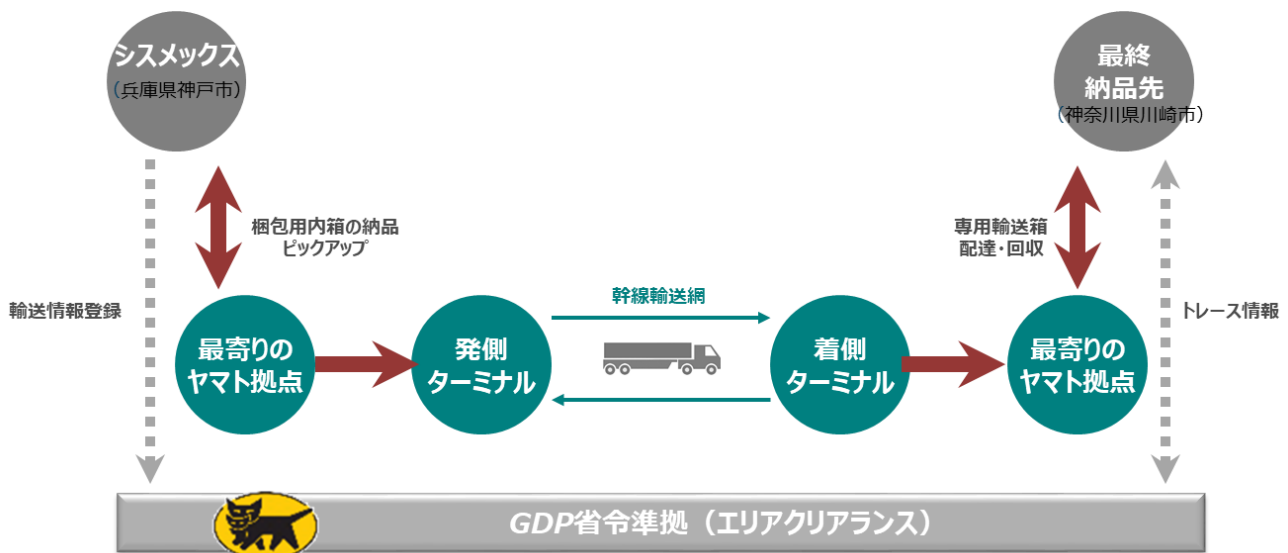 シスメックス
（兵庫県神戸市）
最終
納品先
（神奈川県川崎市）
梱包用内箱の納品
ピックアップ
専用輸送箱
配達・回収
輸送情報登録
幹線輸送網
トレース情報
最寄りの
ヤマト拠点
発側
ターミナル
着側
ターミナル
最寄りの
ヤマト拠点
GDP省令準拠（エリアクリアランス）